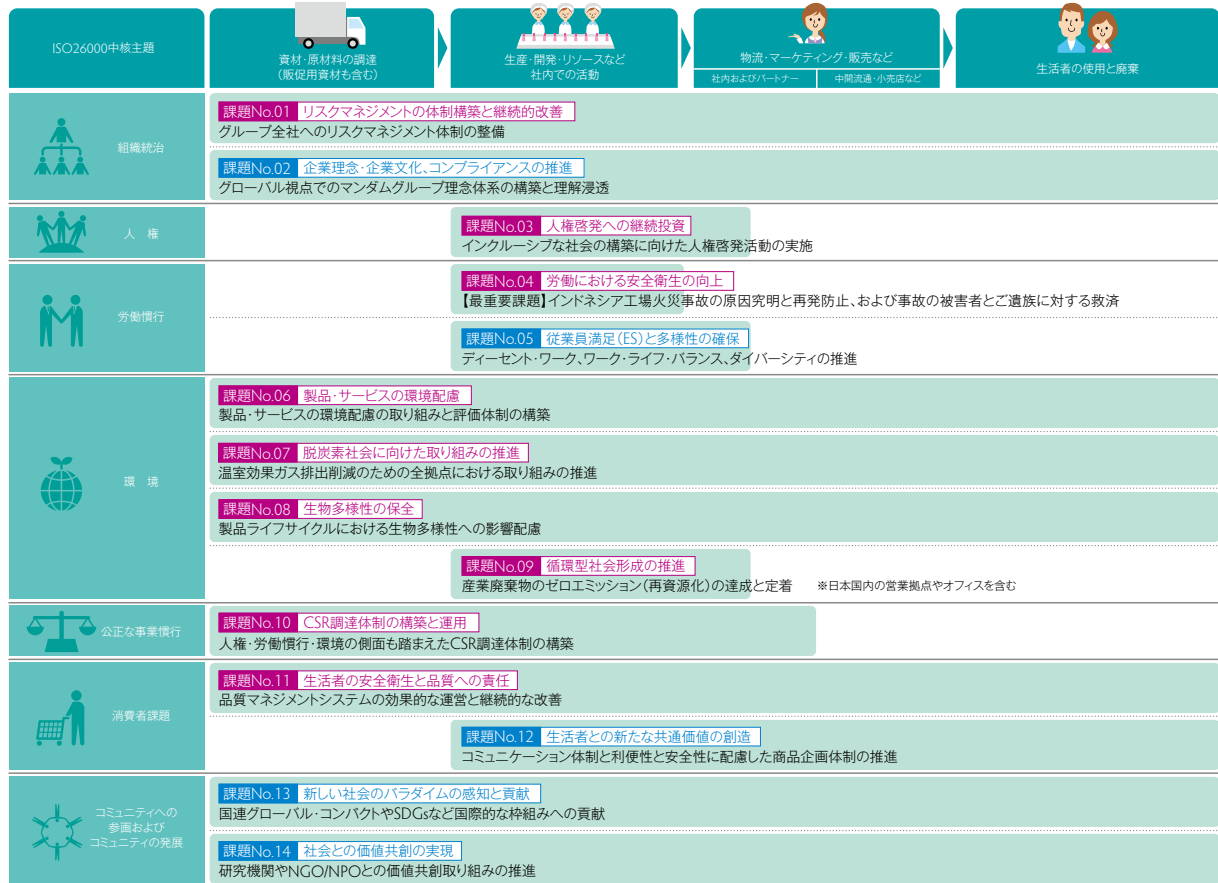 ISO26000中核主題
資材・原材料の調達
(販促用資材も含む)
生産・開発・リソースなど
社内での活動
物流・マーケティング・販売など
社内およびパートナー
中間流通・小売店など
生活者の使用と廃棄
組織統治
課題No.01 リスクマネジメントの体制構築と継続的改善
グループ全社へのリスクマネジメント体制の整備
課題No.02 企業理念・企業文化、コンプライアンスの推進
グローバル視点でのマンダムグループ理念体系の構築と理解浸透
人 権
課題No.03 人権啓発への継続投資
インクルーシブな社会の構築に向けた人権啓発活動の実施
労働慣行
課題No.04 労働における安全衛生の向上
【最重要課題】インドネシア工場火災事故の原因究明と再発防止、および事故の被害者とご遺族に対する救済
課題No.05 従業員満足(ES)と多様性の確保
ディーセント・ワーク、ワーク・ライフ・バランス、ダイバーシティの推進
環 境
課題No.06 製品・サービスの環境配慮
製品・サービスの環境配慮の取り組みと評価体制の構築
課題No.07 脱炭素社会に向けた取り組みの推進
温室効果ガス排出削減のための全拠点における取り組みの推進
課題No.08 生物多様性の保全
製品ライフサイクルにおける生物多様性への影響配慮
課題No.09 循環型社会形成の推進
産業廃棄物のゼロエミッション(再資源化)の達成と定着 ※日本国内の営業拠点やオフィスを含む
公正な事業慣行
課題No.10 CSR調達体制の構築と運用
人権・労働慣行・環境の側面も踏まえたCSR調達体制の構築
消費者課題
課題No.11 生活者の安全衛生と品質への責任
品質マネジメントシステムの効果的な運営と継続的な改善
課題No.12 生活者との新たな共通価値の創造
コミュニケーション体制と利便性と安全性に配慮した商品企画体制の推進
コミュニティへの
参画および
コミュニティの発展
課題No.13 新しい社会のパラダイムの感知と貢献
国連グローバル・コンパクトやSDGsなど国際的な枠組みへの貢献
課題No.14 社会との価値共創の実現
研究機関やNGO/NPOとの価値共創取り組みの推進